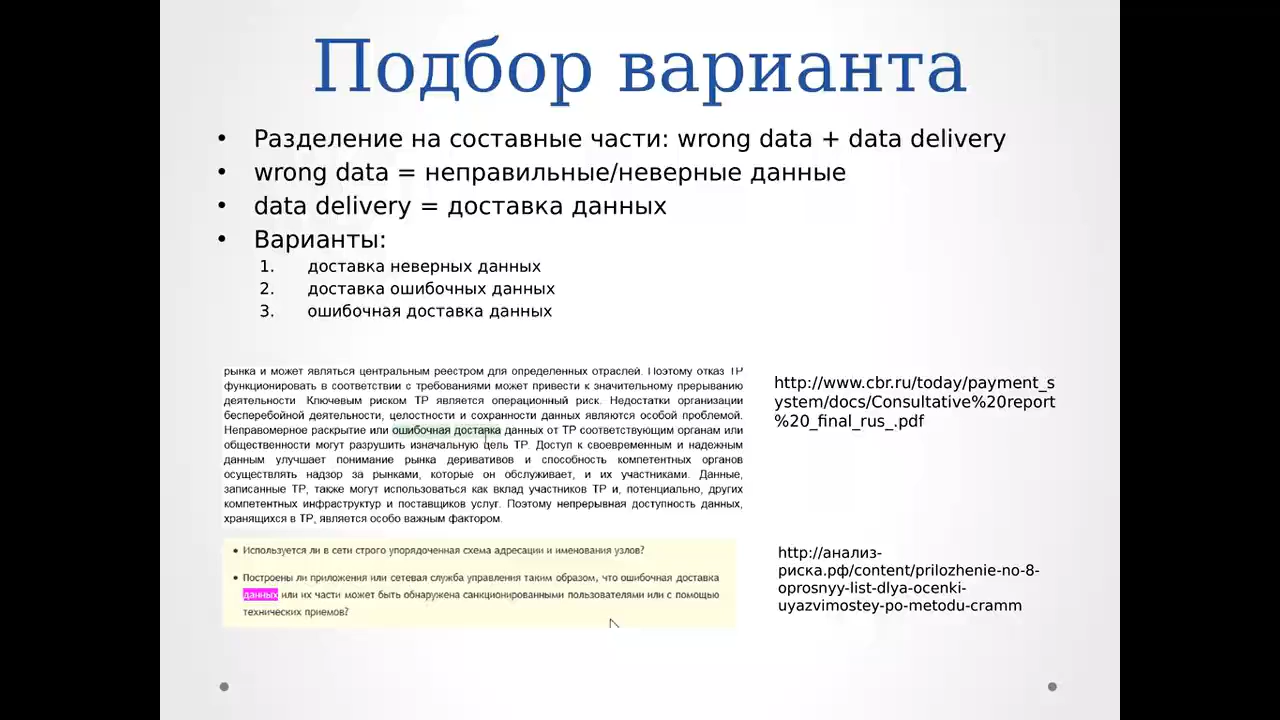 Подбор варианта
• Разделение на составные части: wrong data + data delivery
• wrong data = неправильные/неверные данные
• data delivery = доставка данных
• Варианты:
1. доставка неверных данных
2. доставка ошибочных данных
3. ошибочная доставка данных
рынка и может являться центральным реестром для определенных отраслей. Поэтому отказ ТР
функционировать в соответствии с требованиями может привести к значительному прерыванию
деятельности Ключевым риском ТР является операционный риск. Недостатки организации
бесперебойной деятельности, целостности и сохранности данных являются особой проблемой.
Неправомерное раскрытие или ошибочная доставка данных от ТР соответствующим органам или
общественности могут разрушить изначальную цель ТР. Доступ к своевременным и надежным
данным улучшает понимание рынка деривативов и способность компетентных органов
осуществлять надзор за рынками, которые он обслуживает, и их участниками. Данные,
записанные ТР, также могут использоваться как вклад участников ТР и, потенциально, других
компетентных инфраструктур и поставщиков услуг. Поэтому непрерывная доступность данных,
хранящихся в ТР, является особо важным фактором.
http://www.cbr.ru/today/payment_s
ystem/docs/Consultative%20report
%20_final_rus_.pdf
• Используется ли в сети строго упорядоченная схема адресации и именования узлов?
• Построены ли приложения или сетевая служба управления таким образом, что ошибочная доставка
данных или их части может быть обнаружена санкционированными пользователями или с помощью
технических приемов?
http://анализ-
риска.рф/content/prilozhenie-no-8-
oprosnyy-list-dlya-ocenki-
uyazvimostey-po-metodu-cramm